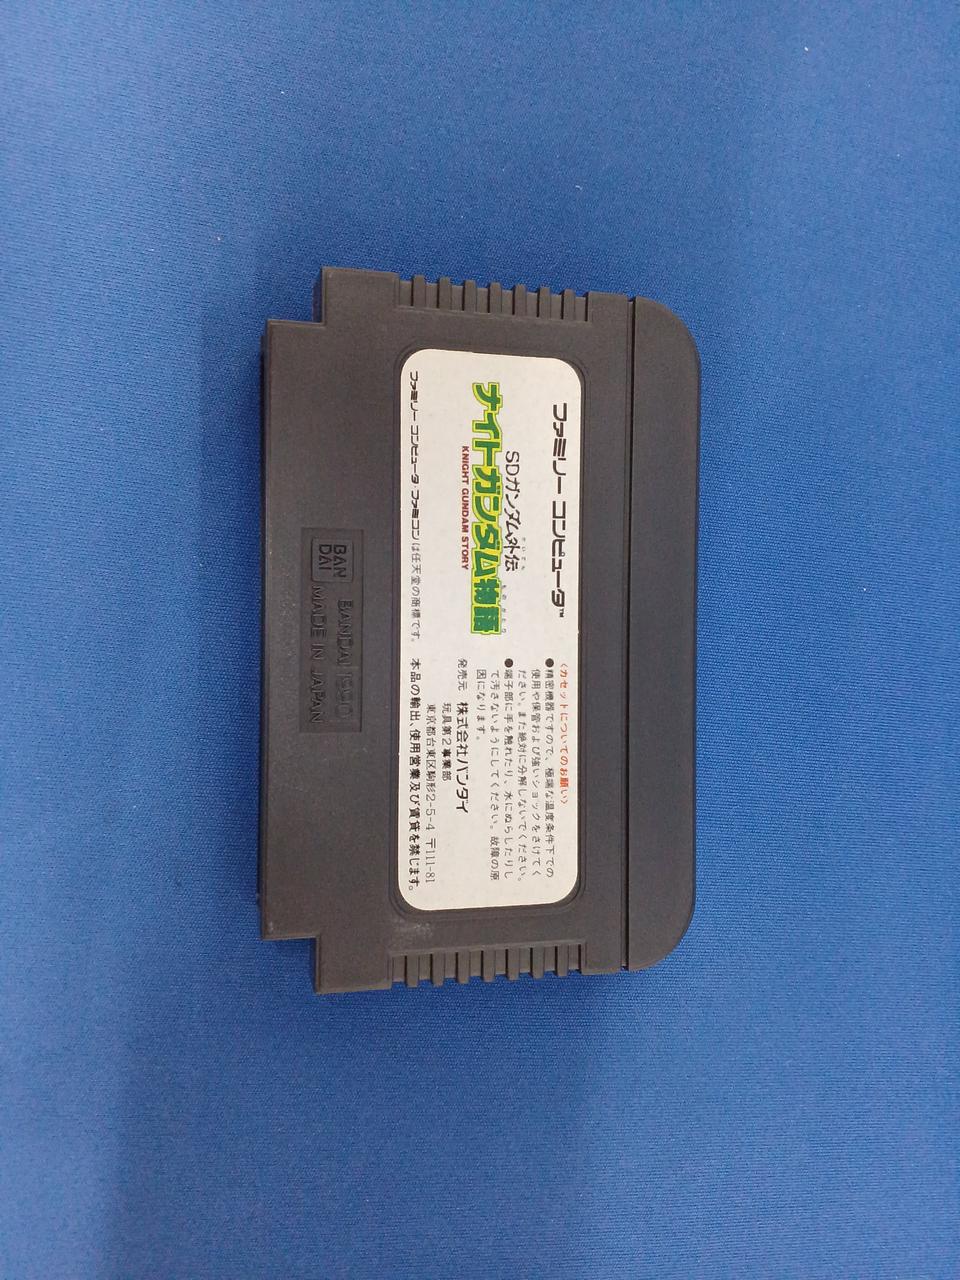 ファミリー コンピュータ™
SDガンダム外伝
がいでん
ナイトガンダム物語
ものがたり
KNIGHT GUNDAM STORY
〈カセットについてのお願い〉
●精密機器ですので、極端な温度条件下での
使用や保管および強いショックをさけてく
ださい。また絶対に分解しないでください。
●端子部に手を触れたり、水にぬらしたりし
て汚さないようにしてください。故障の原
因になります。
発売元 株式会社バンダイ
玩具第2事業部
東京都台東区駒形2-5-4 〒111-81
ファミリーコンピュータ・ファミコンは任天堂の商標です。 本品の輸出、使用営業及び賃貸を禁じます。
BAN
DAI
BANDAI 1990
MADE IN JAPAN